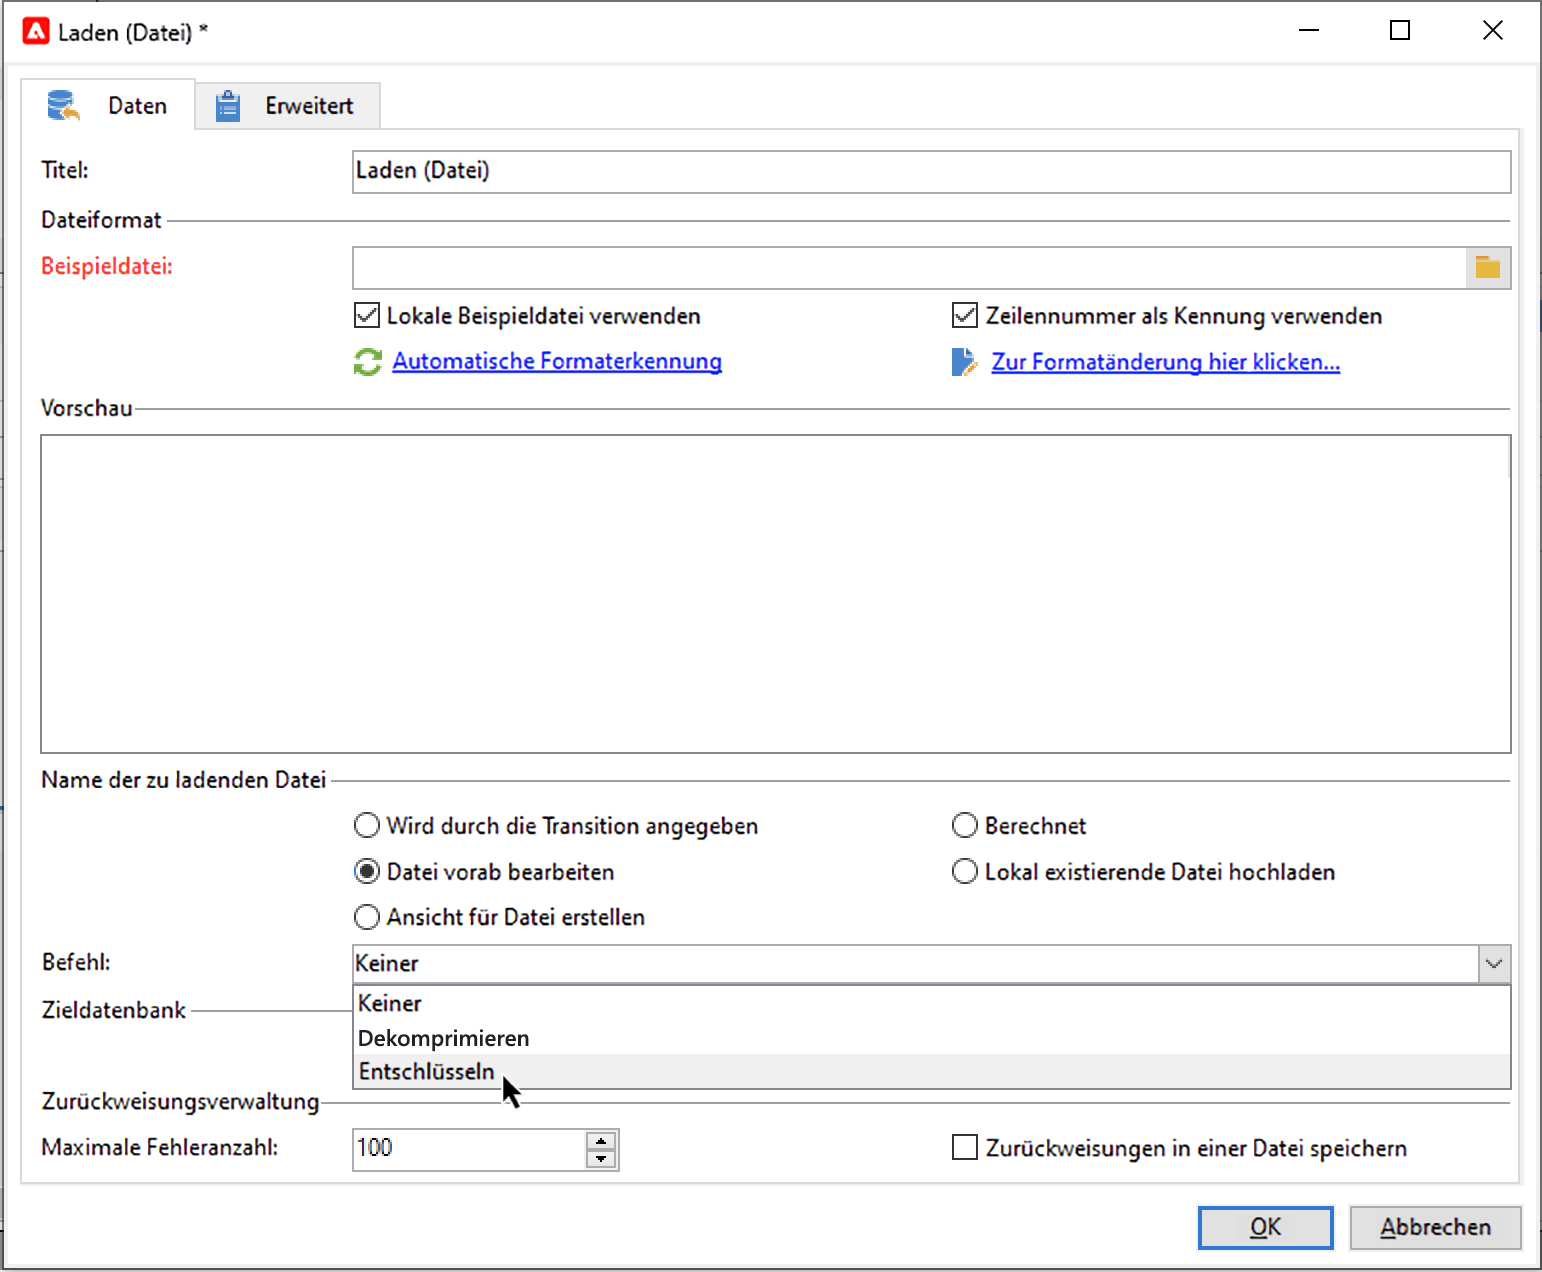 Laden (Datei) *
Daten Erweitert
Titel: Laden (Datei)
Dateiformat
Beispieldatei:
Lokale Beispieldatei verwenden Zeilennummer als Kennung verwenden
Automatische Formaterkennung Zur Formatänderung hier klicken...
Vorschau
Name der zu ladenden Datei
Wird durch die Transition angegeben Berechnet
Datei vorab bearbeiten Lokal existierende Datei hochladen
Ansicht für Datei erstellen
Befehl: Keiner
Keiner
Zieldatenbank
Dekomprimieren
Entschlüsseln
Zurückweisungsverwaltung
Maximale Fehleranzahl: 100 Zurückweisungen in einer Datei speichern
OK Abbrechen